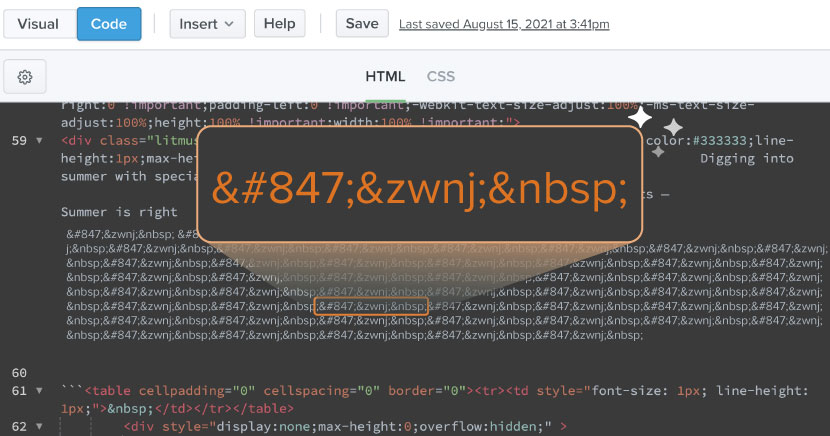 Visual Code Insert Help Save Last saved August 15, 2021 at 3:41pm
HTML CSS
right:0 !important;padding-left:0 !important;-webkit-text-size-adjust:100%;-ms-text-size-
adjust:100%;height:100% !important;width:100% !important;">
59 <div class="litmus color:#333333;line-
height:1px;max-he Digging into
summer with specia ts —
&#847;&zwnj;&nbsp;
Summer is right
&#847;&zwnj;&nbsp; &#
j;&nbsp;&#847;&zwnj;&nbsp;&#847;&zwnj;&nbsp;&#847;&zwnj;&nbsp;&#847;&zwnj;&nbsp;&#847;&zwnj;&nbsp;&#847;&zwnj;&nbsp;&#847;&zwnj;
&nbsp;&#847;&zwnj;&nbsp;&#847;&zwnj;&nbsp;&#847;&zwnj;&nbsp;&#847;&zwnj;&nbsp;&#847;&zwnj;&nbsp;&#847;&zwnj;&nbsp;&#847;&zwnj;
&nbsp;&#847;&zwnj;&nbsp;&#847;&zwnj;&nbsp;&#847;&zwnj;&nbsp;&#847;&zwnj;&nbsp;&#847;&zwnj;&nbsp;&#847;&zwnj;&nbsp;&#847;&zwnj;
&nbsp;&#847;&zwnj;&nbsp;&#847;&zwnj;&nbsp;&#847;&zwnj;&nbsp;&#847;&zwnj;&nbsp;&#847;&zwnj;&nbsp;&#847;&zwnj;&nbsp;&#847;&zwnj;
&nbsp;&#847;&zwnj;&nbsp;&#847;&zwnj;&nbsp;&#847;&zwnj;&nbsp;&#847;&zwnj;&nbsp;&#847;&zwnj;&nbsp;&#847;&zwnj;&nbsp;&#847;&zwnj;
&nbsp;&#847;&zwnj;&nbsp;&#847;&zwnj;&nbsp;&#847;&zwnj;&nbsp;&#847;&zwnj;&nbsp;&#847;&zwnj;&nbsp;&#847;&zwnj;&nbsp;&#847;&zwnj;
&nbsp;&#847;&zwnj;&nbsp;&#847;&zwnj;&nbsp;&#847;&zwnj;&nbsp;&#847;&zwnj;&nbsp;&nbsp;
60
61 ```<table cellpadding="0" cellspacing="0" border="0"><tr><td style="font-size: 1px; line-height:
1px;">&nbsp;</td></tr></table>
62 <div style="display:none;max-height:0;overflow:hidden;" >